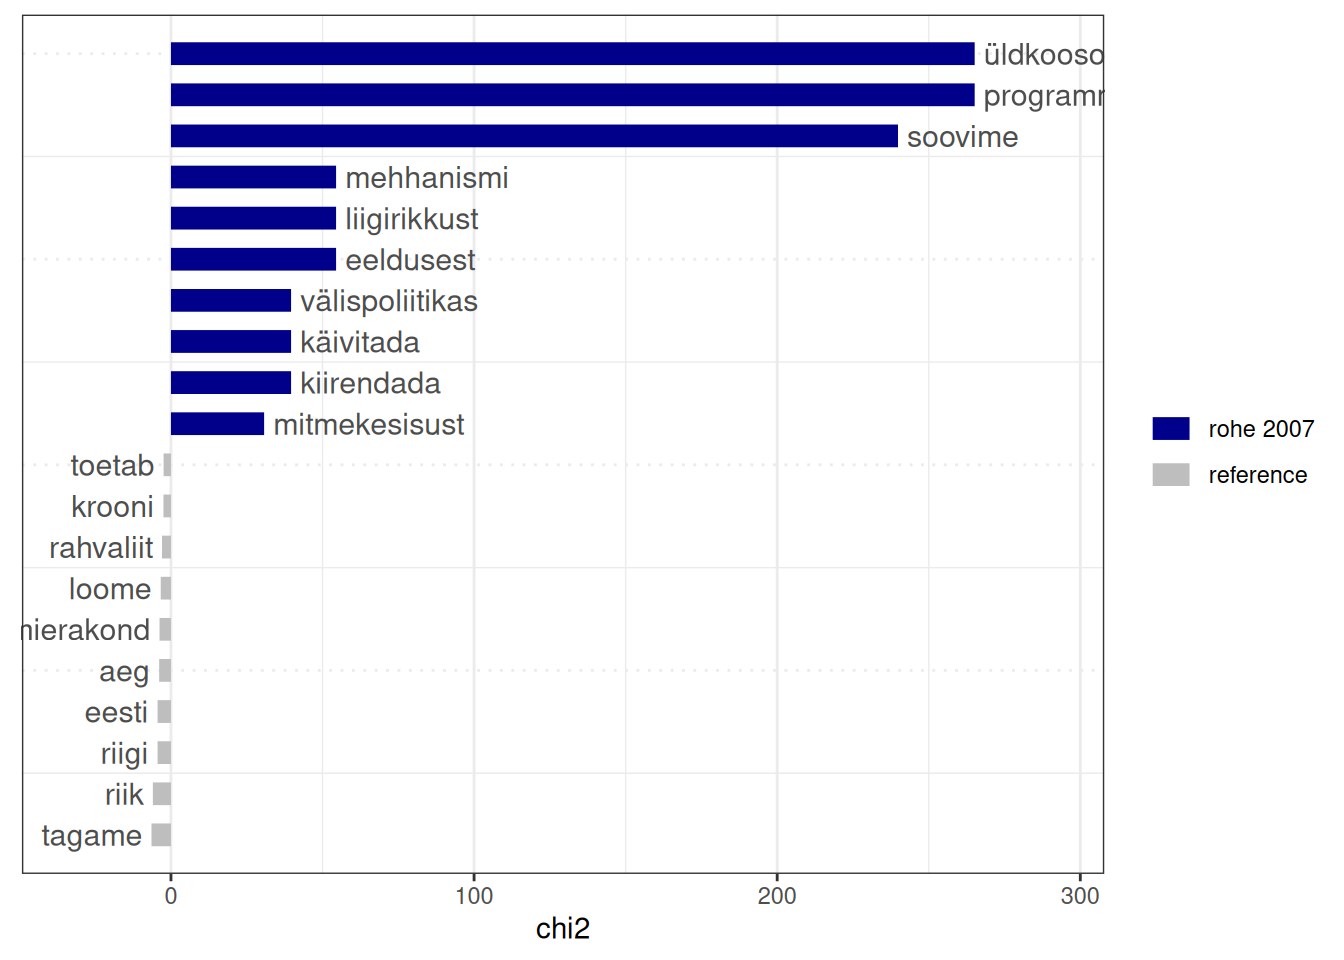 üldkooso
program
soovime
mehhanismi
liigirikkust
eeldusest
välispoliitikas
käivitada
kiirendada
mitmekesisust
toetab
krooni
rahvaliit
loome
ierakond
aeg
eesti
riigi
riik
tagame
rohe 2007
reference
0 100 200 300
chi2